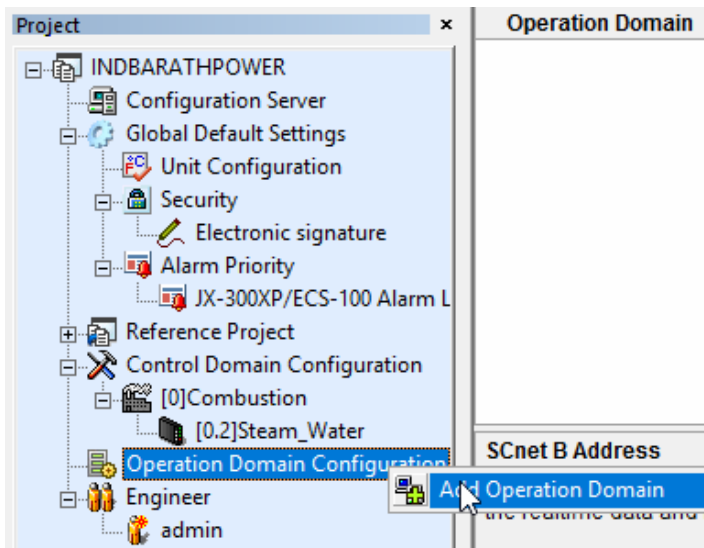 Project
Operation Domain
INDBARATHPOWER
Configuration Server
Global Default Settings
Unit Configuration
Security
Electronic signature
Alarm Priority
JX-300XP/ECS-100 Alarm L
Reference Project
Control Domain Configuration
[0]Combustion
[0.2]Steam_Water
Operation Domain Configuration
SCnet B Address
Add Operation Domain
the realtime data and
Engineer
admin